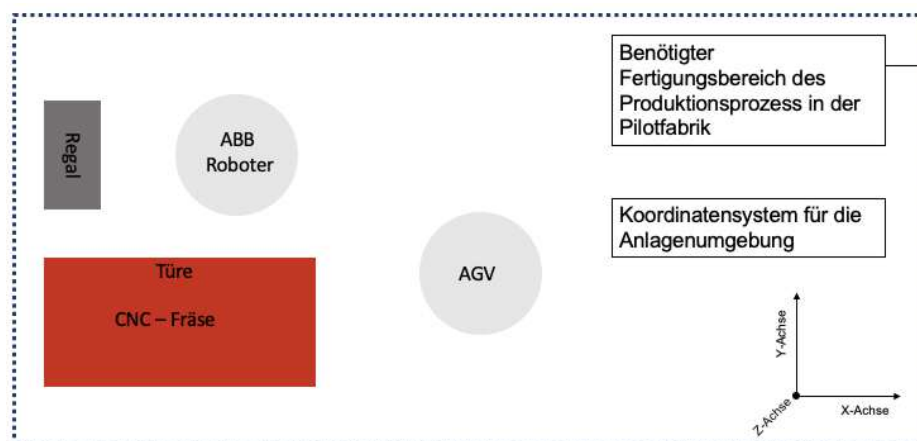 Regal
ABB
Roboter
Benötigter
Fertigungsbereich des
Produktionsprozess in der
Pilotfabrik
Koordinatensystem für die
Anlagenumgebung
Türe
CNC – Fräse
AGV
Y-Achse
Z-Achse
X-Achse